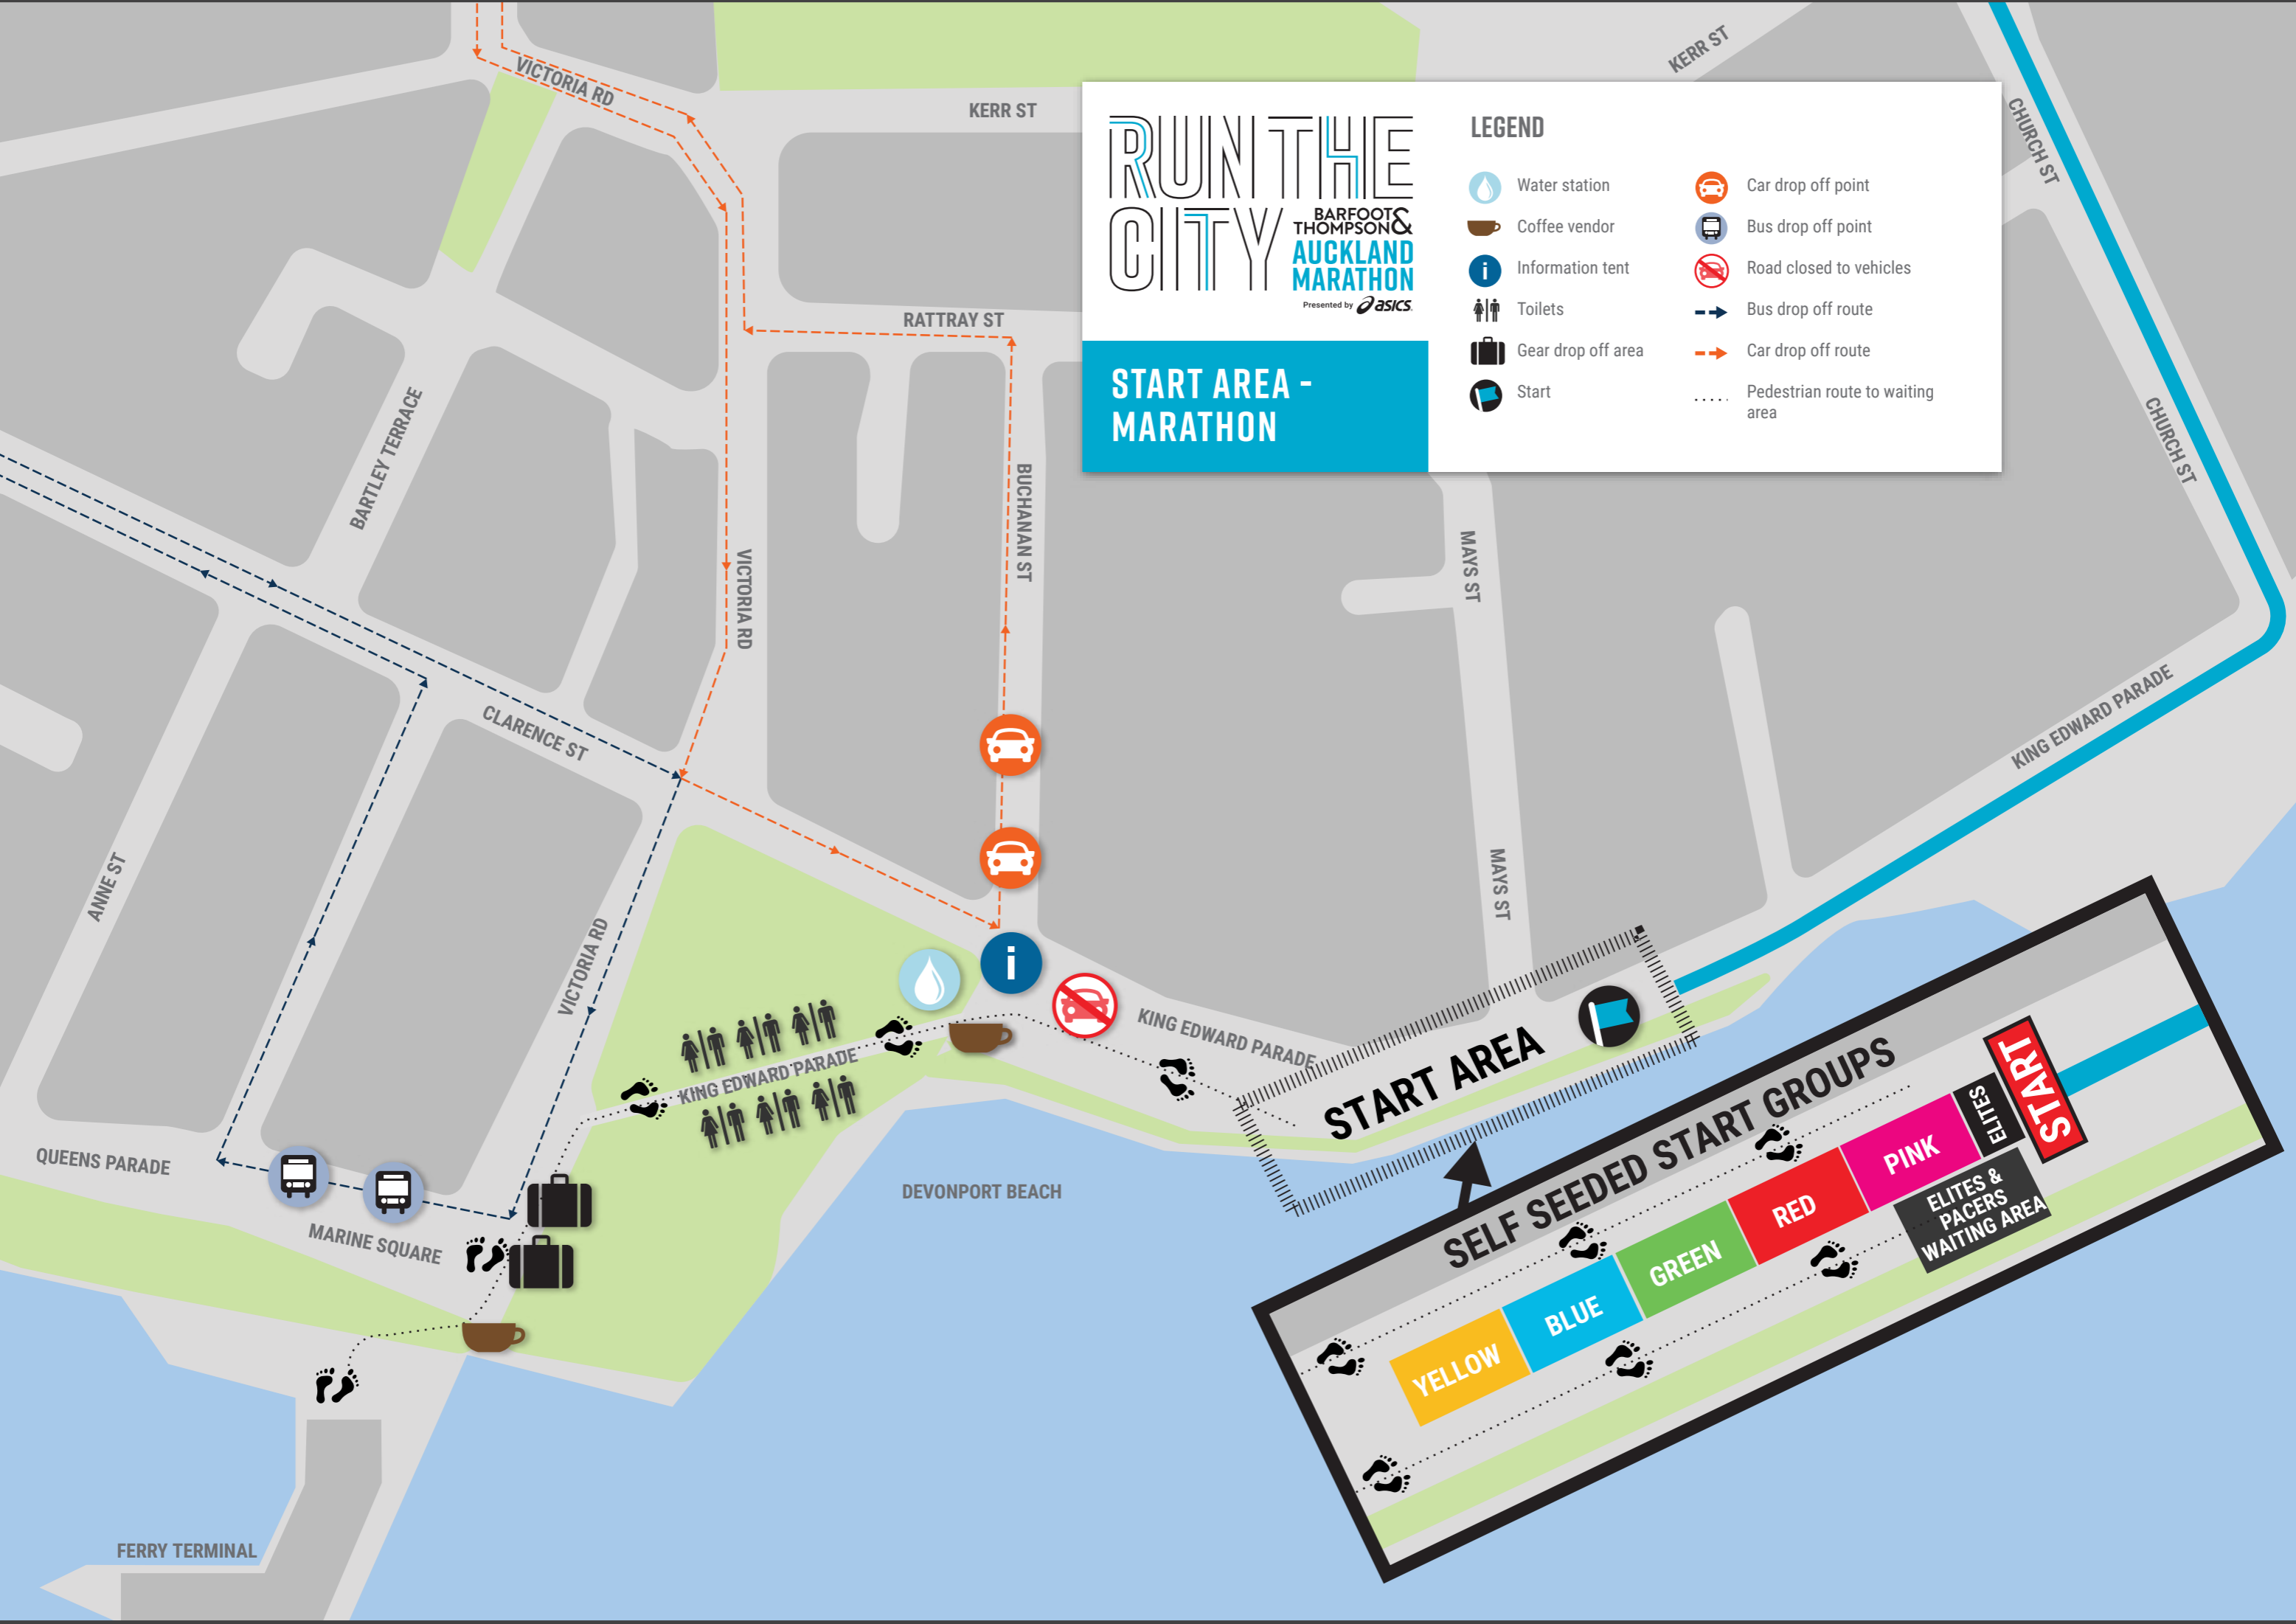 RUN THE
CITY
BARFOOT &
THOMPSON
AUCKLAND
MARATHON
Presented by asics
START AREA -
MARATHON
LEGEND
Water station
Coffee vendor
Information tent
Toilets
Gear drop off area
Start
Car drop off point
Bus drop off point
Road closed to vehicles
Bus drop off route
Car drop off route
Pedestrian route to waiting
area
VICTORIA RD
KERR ST
KERR ST
CHURCH ST
RATTRAY ST
BARTLEY TERRACE
BUCHANAN ST
CHURCH ST
VICTORIA RD
MAYS ST
CLARENCE ST
KING EDWARD PARADE
ANNE ST
MAYS ST
VICTORIA RD
i
KING EDWARD PARADE
KING EDWARD PARADE
START AREA
QUEENS PARADE
MARINE SQUARE
DEVONPORT BEACH
FERRY TERMINAL
SELF SEEDED START GROUPS
START
ELITES
PINK
RED
GREEN
BLUE
YELLOW
ELITES &
PACERS
WAITING AREA